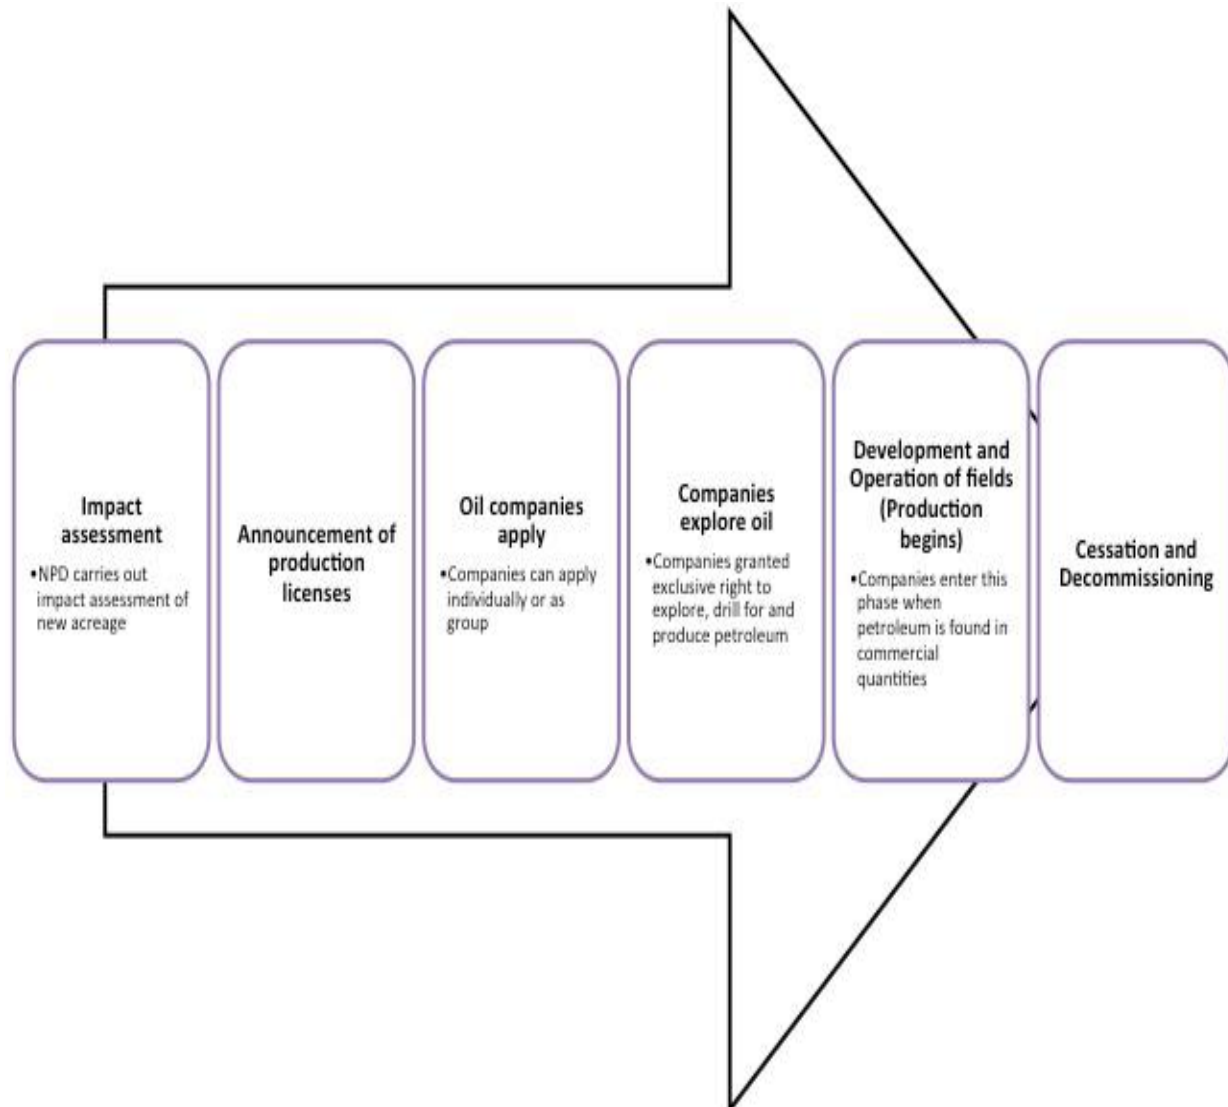 Impact
assessment
•NPD carries out
impact assessment of
new acreage
Announcement of
production
licenses
Oil companies
apply
•Companies can apply
individually or as
group
Companies
explore oil
•Companies granted
exclusive right to
explore, drill for and
produce petroleum
Development and
Operation of fields
(Production
begins)
•Companies enter this
phase when
petroleum is found in
commercial
quantities
Cessation and
Decommissioning